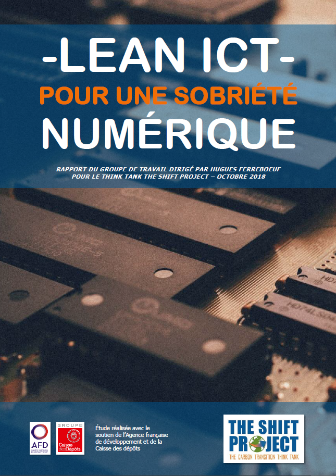 -LEAN ICT-
POUR UNE SOBRIÉTÉ
NUMÉRIQUE
RAPPORT DU GROUPE DE TRAVAIL DIRIGÉ PAR HUGUES FERREBOEUF
POUR LE THINK TANK THE SHIFT PROJECT – OCTOBRE 2018
AFD
GROUPE
Caisse
des Dépôts
Étude réalisée avec le
soutien de l'Agence française
de développement et de la
Caisse des dépôts
THE SHIFT
PROJECT
THE CARBON TRANSITION THINK TANK